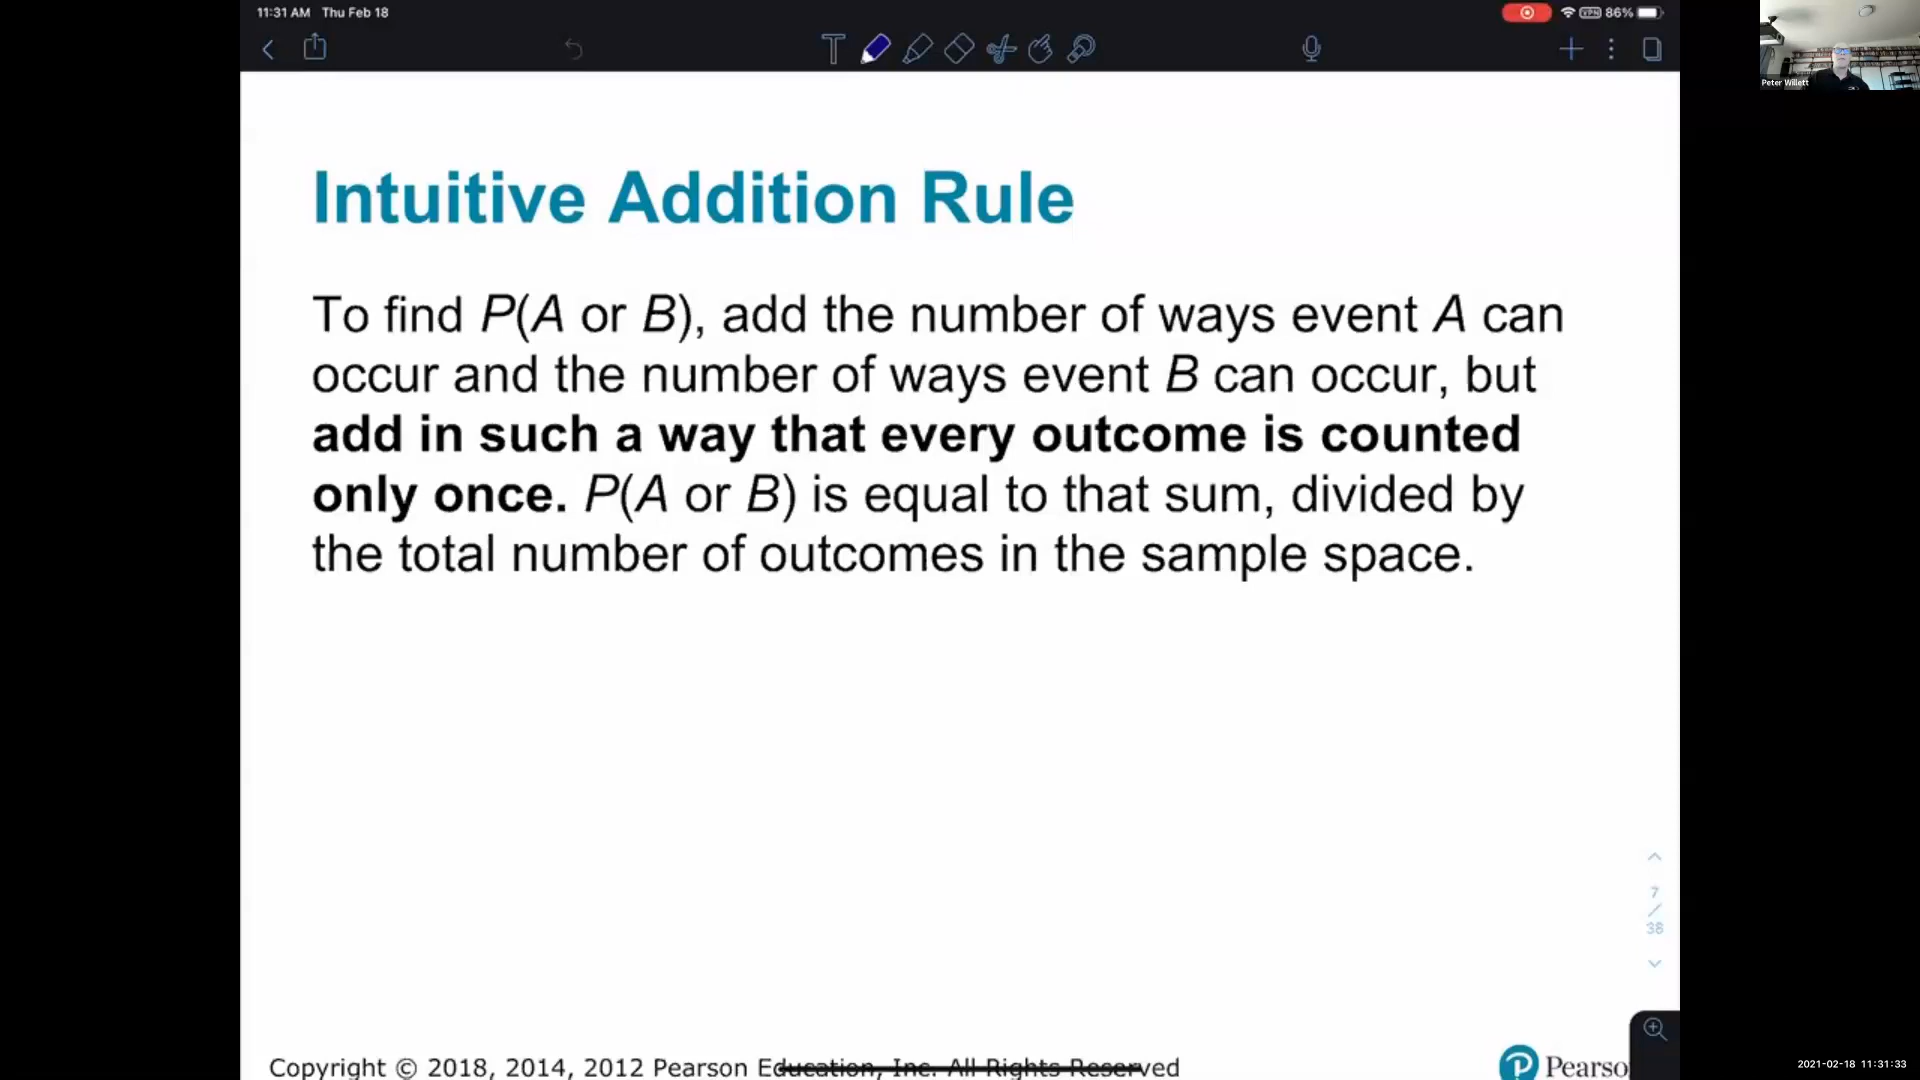 11:31 AM Thu Feb 18
VPN 86%
T
Peter Willett
Intuitive Addition Rule
To find P(A or B), add the number of ways event A can
occur and the number of ways event B can occur, but
add in such a way that every outcome is counted
only once. P(A or B) is equal to that sum, divided by
the total number of outcomes in the sample space.
7
/
38
Copyright © 2018, 2014, 2012 Pearson Education, Inc. All Rights Reserved
P Pearso
2021-02-18 11:31:33